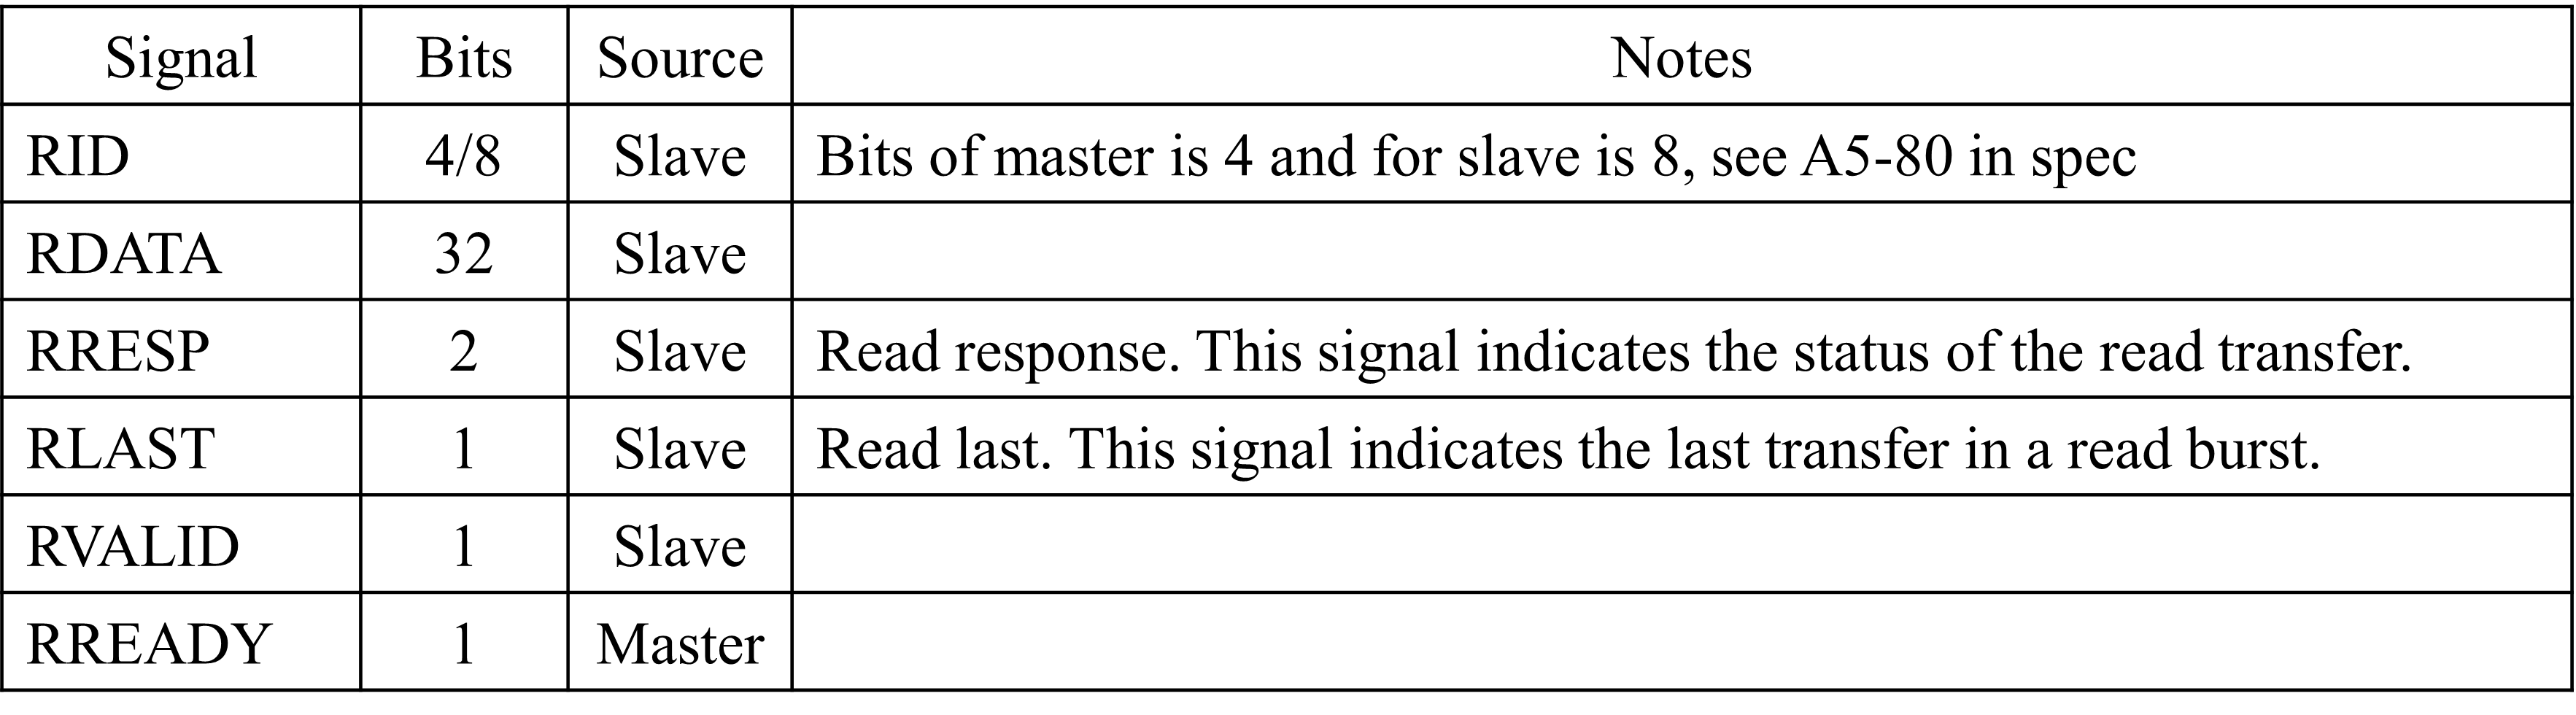 Signal Bits Source Notes
RID 4/8 Slave Bits of master is 4 and for slave is 8, see A5-80 in spec
RDATA 32 Slave
RRESP 2 Slave Read response. This signal indicates the status of the read transfer.
RLAST 1 Slave Read last. This signal indicates the last transfer in a read burst.
RVALID 1 Slave
RREADY 1 Master